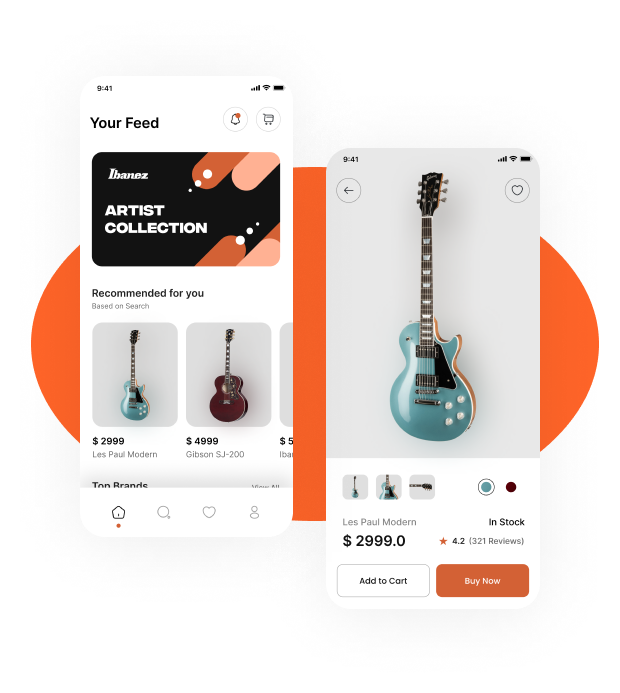 9:41
Your Feed
Ibanez
ARTIST
COLLECTION
Recommended for you
Based on Search
$ 2999
Les Paul Modern
$ 4999
Gibson SJ-200
$ 5
Iba
Top Brands
View All
9:41
Les Paul Modern
In Stock
$ 2999.0
4.2 (321 Reviews)
Add to Cart
Buy Now